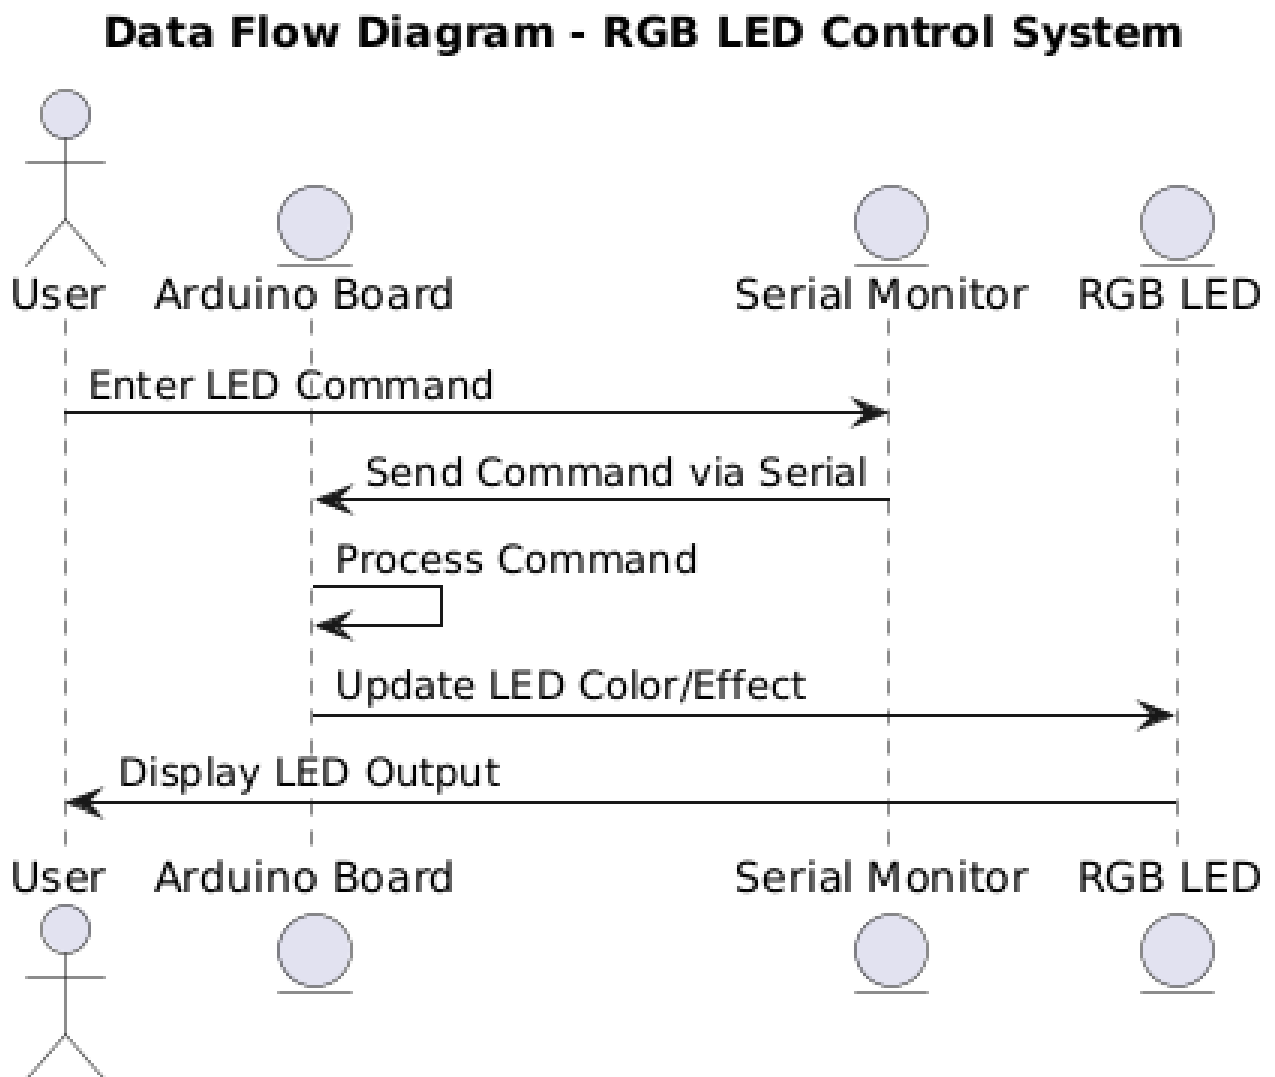 Data Flow Diagram - RGB LED Control System
User
Arduino Board
Serial Monitor
RGB LED
Enter LED Command
Send Command via Serial
Process Command
Update LED Color/Effect
Display LED Output
User
Arduino Board
Serial Monitor
RGB LED